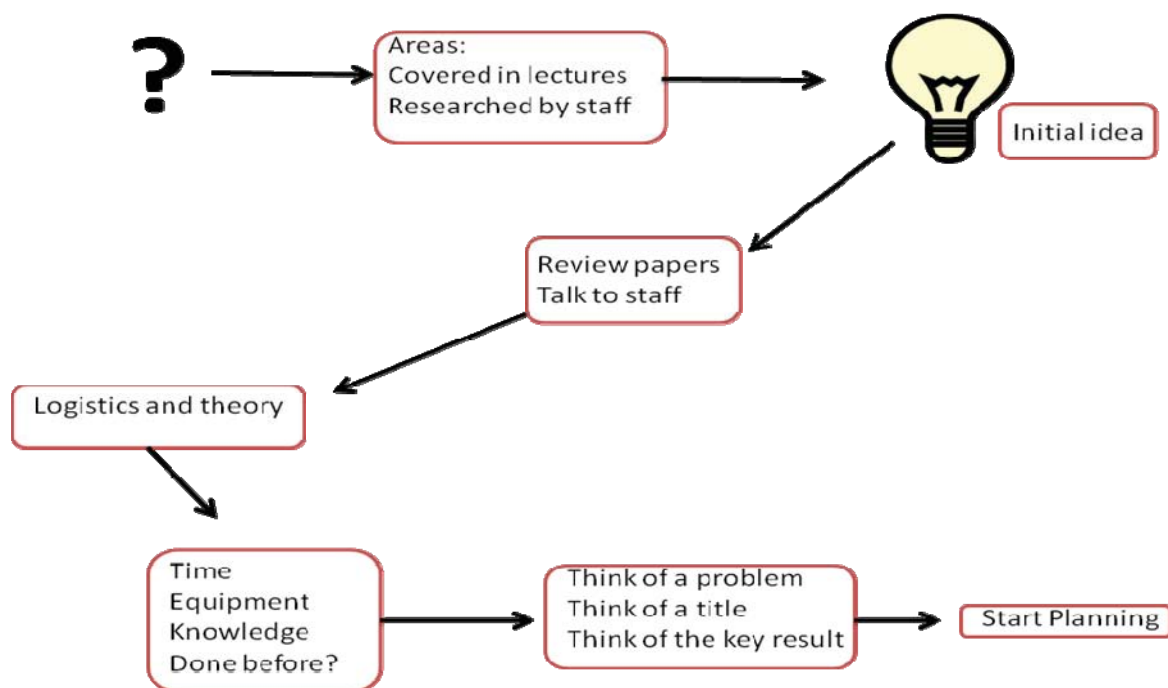 ?
Areas:
Covered in lectures
Researched by staff
Initial idea
Review papers
Talk to staff
Logistics and theory
Time
Equipment
Knowledge
Done before?
Think of a problem
Think of a title
Think of the key result
Start Planning